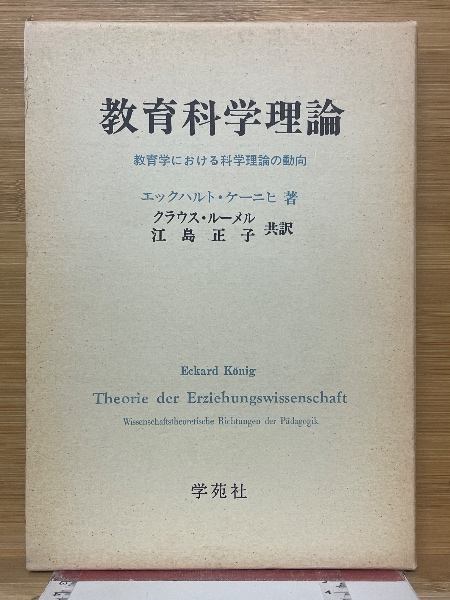 教育科学理論
教育学における科学理論の動向
エックハルト・ケーニヒ 著
クラウス・ルーメル
江島正子 共訳
Eckard König
Theorie der Erziehungswissenschaft
Wissenschaftstheoretische Richtungen der Pädagogik
学苑社